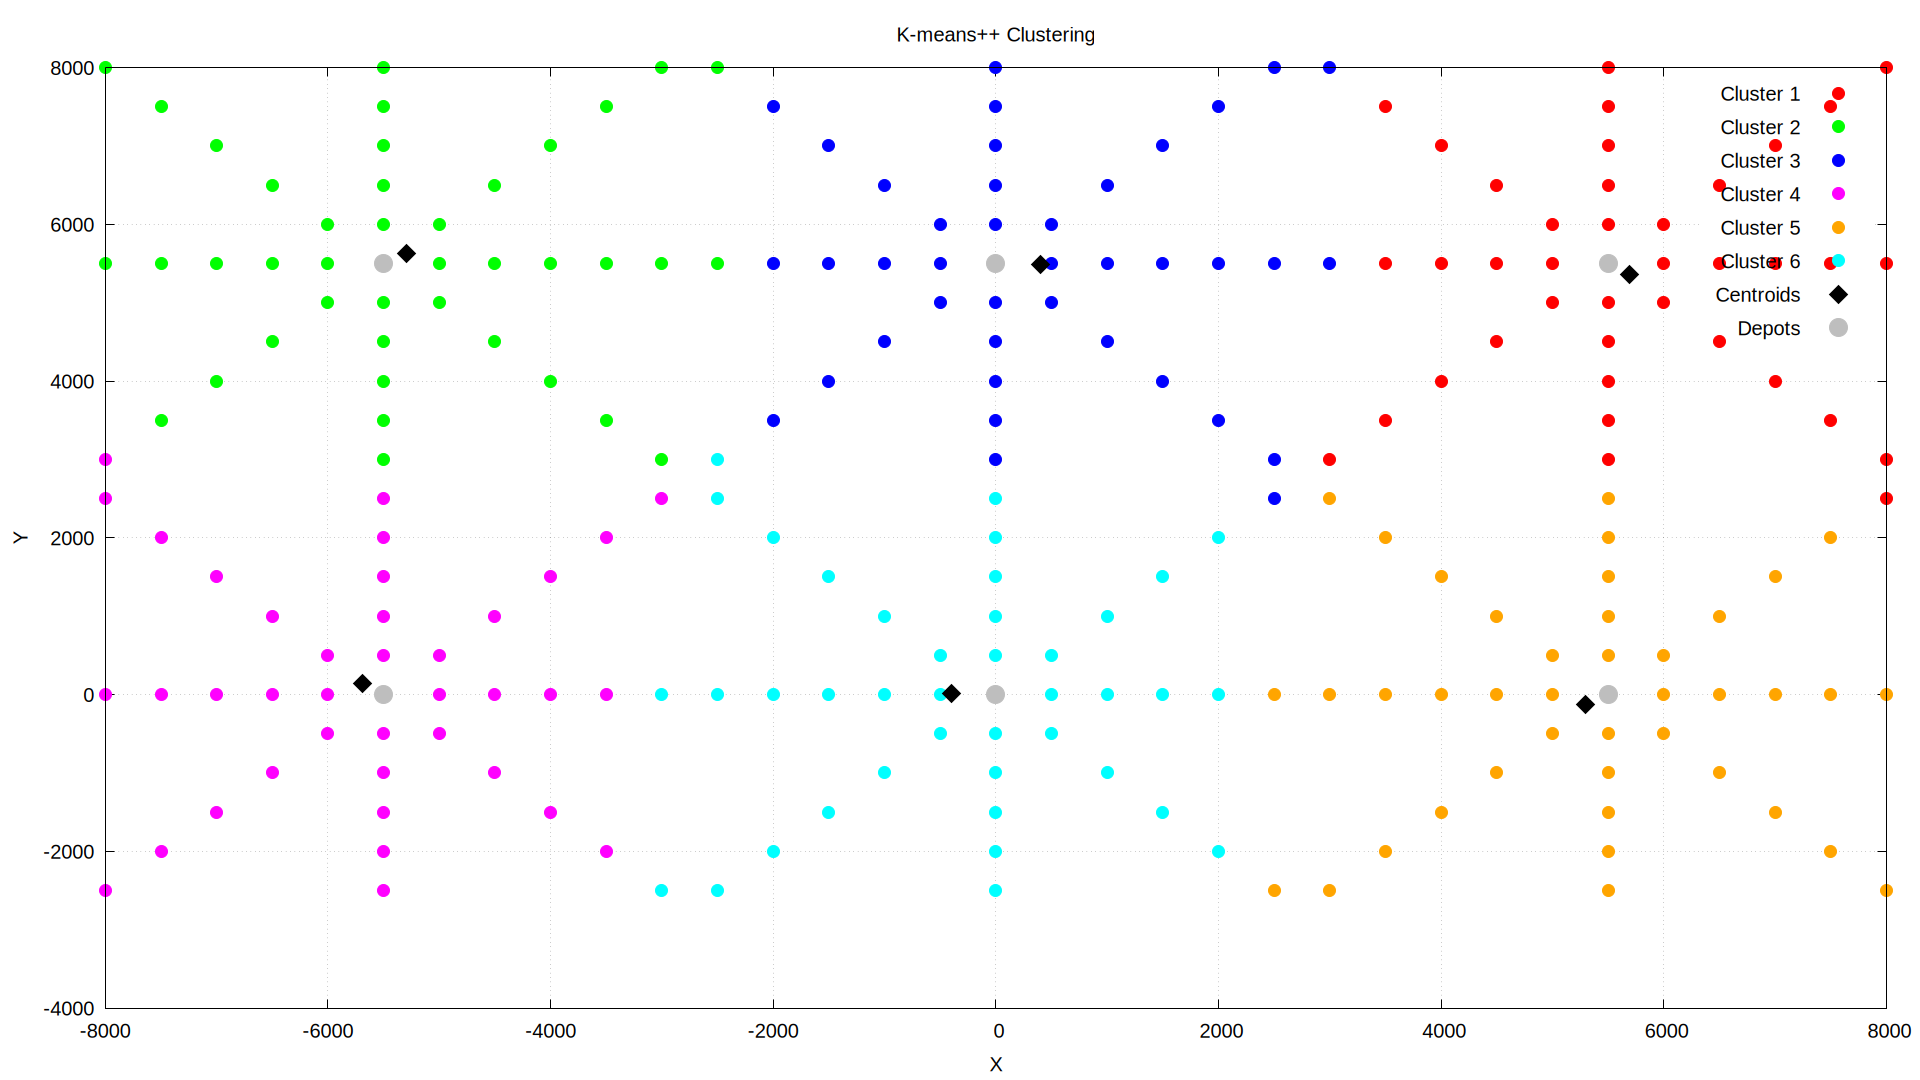 K-means++ Clustering
8000
6000
4000
2000
0
-2000
-4000
-8000 -6000 -4000 -2000 0 2000 4000 6000 8000
X
Y
Cluster 1
Cluster 2
Cluster 3
Cluster 4
Cluster 5
Cluster 6
Centroids
Depots